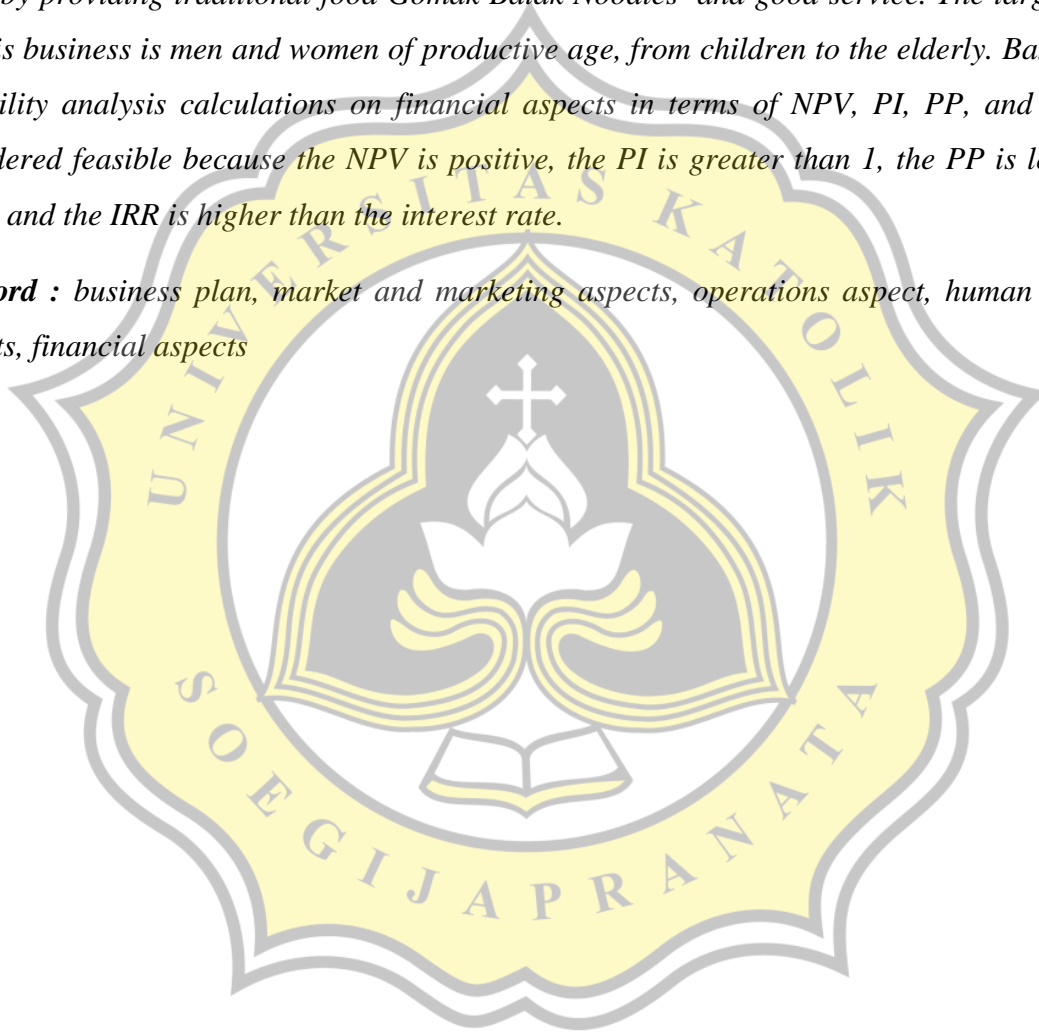 by providing traditional food Gomak Batak Noodles" and good service. The
is business is men and women of productive age, from children to the elderly.
ility analysis calculations on financial aspects in terms of NPV, PI, PP, and
dered feasible because the NPV is positive, the PI is greater than 1, the PP is
and the IRR is higher than the interest rate.
ord : business plan, market and marketing aspects, operations aspect, human
ts, financial aspects
UNIVERSITAS KATOLIK
SOEGIJAPRANATA